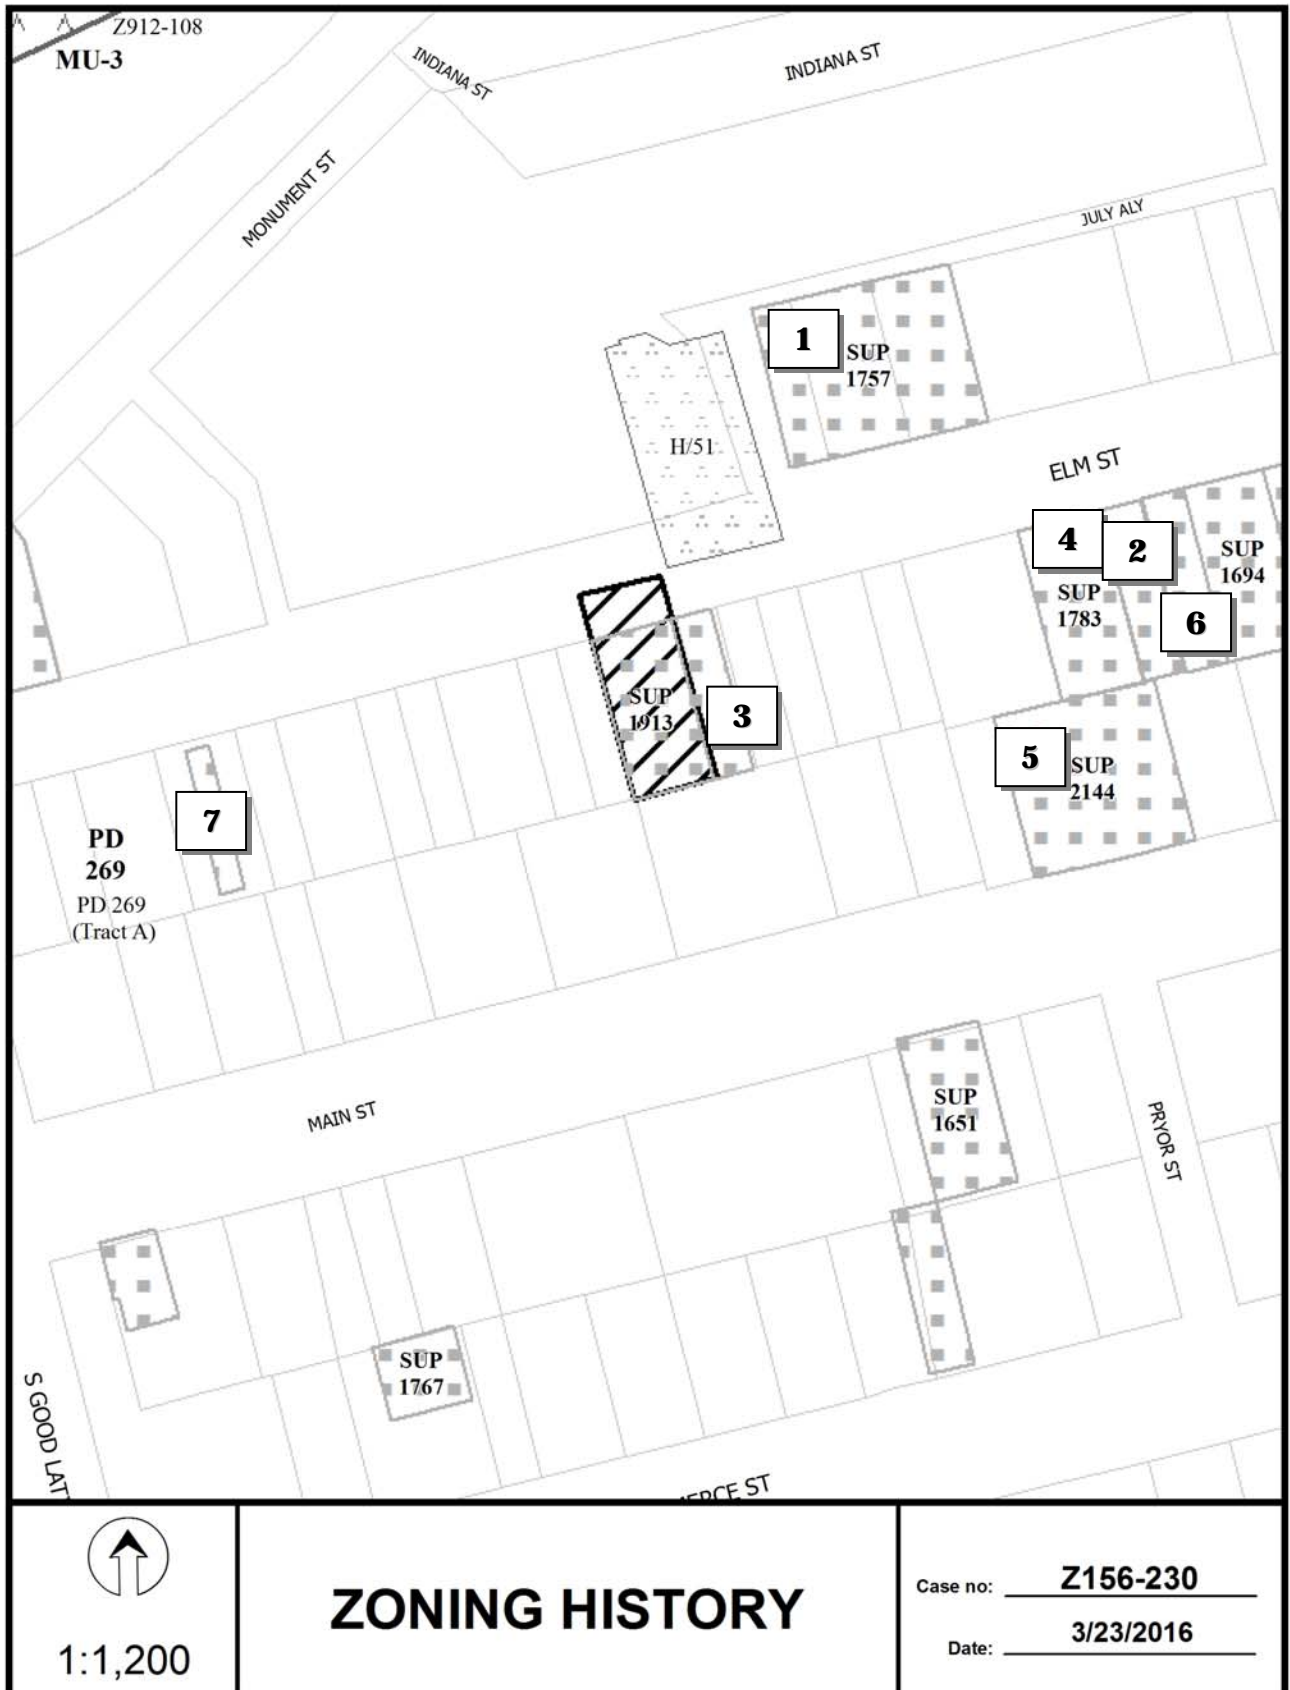 Z912-108
MU-3
INDIANA ST
INDIANA ST
MONUMENT ST
JULY ALY
1
SUP
1757
H/51
ELM ST
4
2
SUP
1694
SUP
1783
6
SUP
1913
3
5
SUP
2144
7
PD
269
PD 269
(Tract A)
MAIN ST
SUP
1651
PRYOR ST
SUP
1767
S GOOD LAT
ERCE ST
1:1,200
ZONING HISTORY
Case no: Z156-230
Date: 3/23/2016